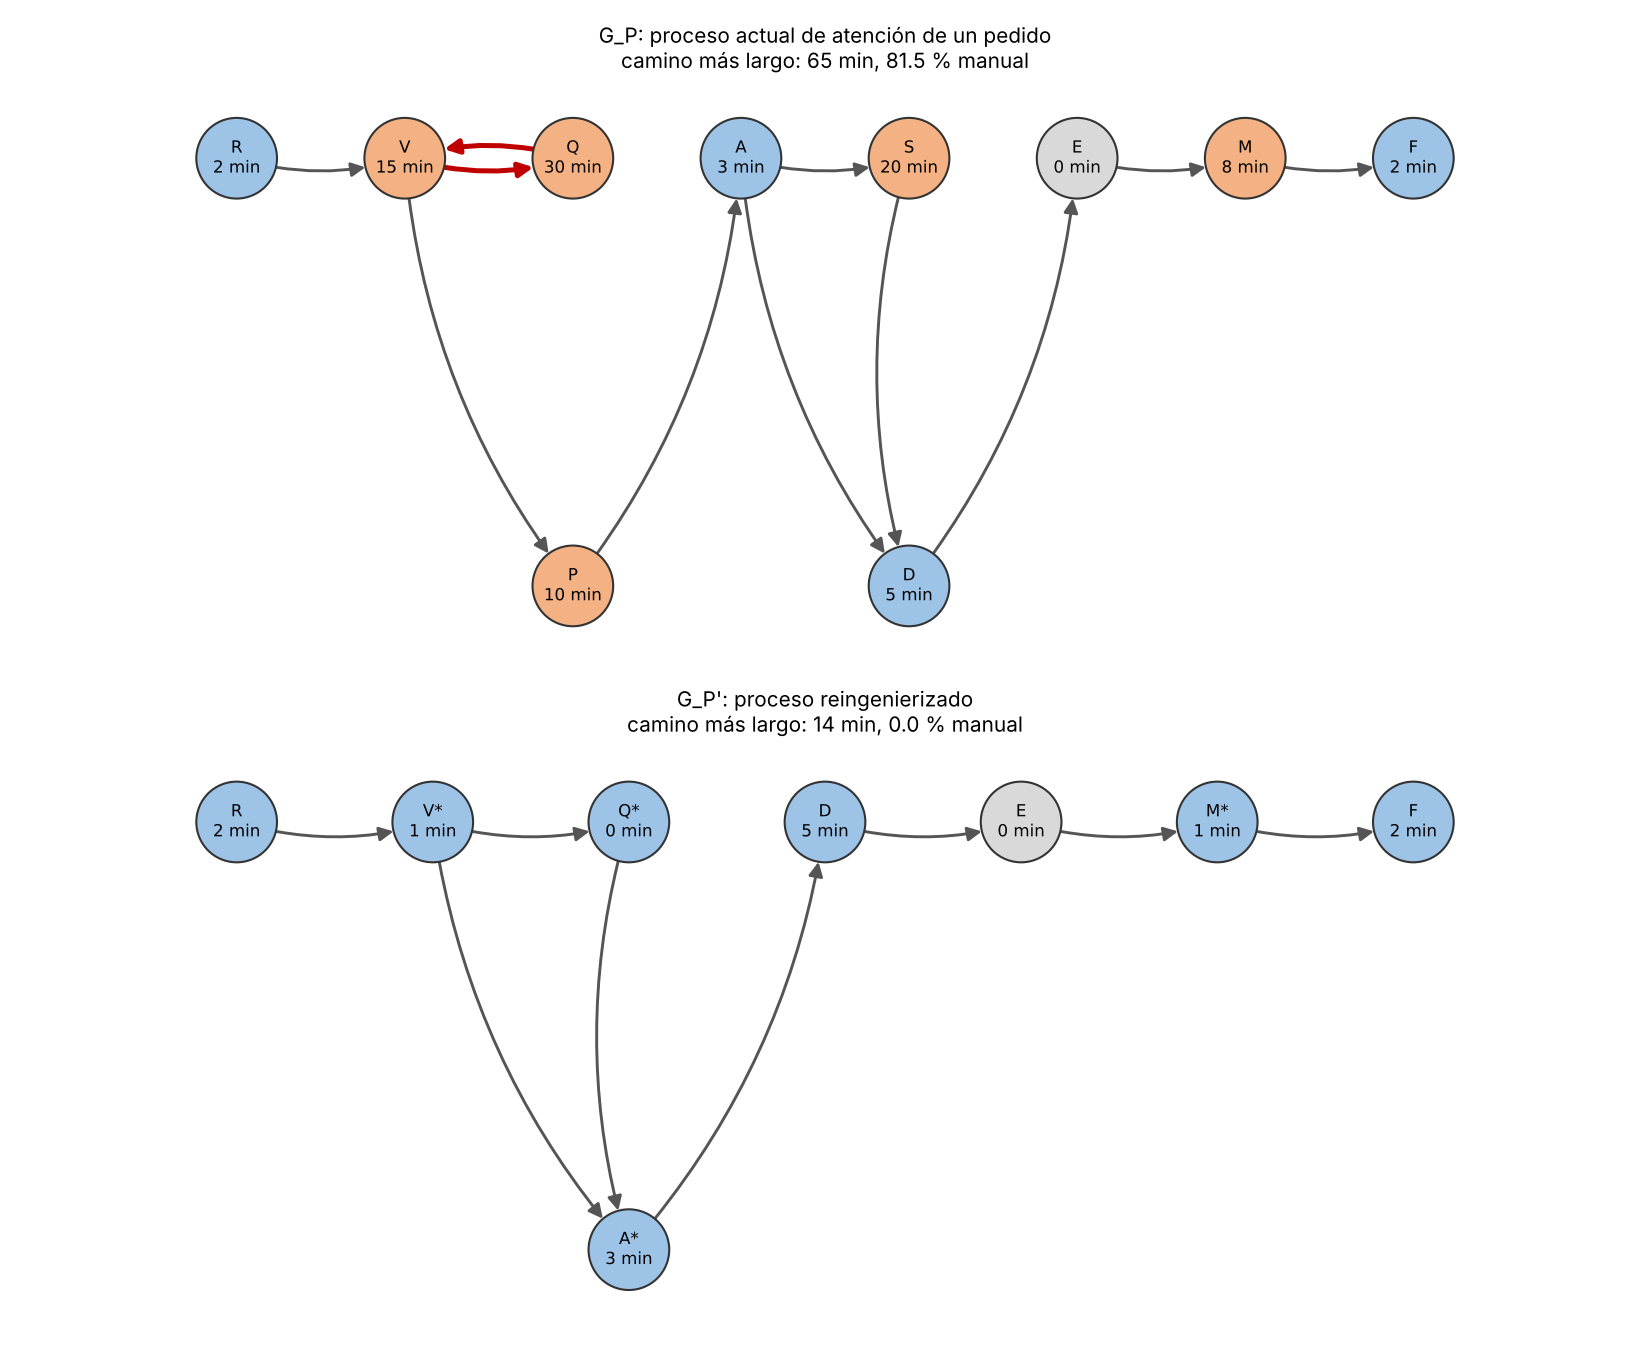 G_P: proceso actual de atención de un pedido
camino más largo: 65 min, 81.5 % manual
R
2 min
V
15 min
Q
30 min
A
3 min
S
20 min
E
0 min
M
8 min
F
2 min
P
10 min
D
5 min
G_P': proceso reingenierizado
camino más largo: 14 min, 0.0 % manual
R
2 min
V*
1 min
Q*
0 min
D
5 min
E
0 min
M*
1 min
F
2 min
A*
3 min